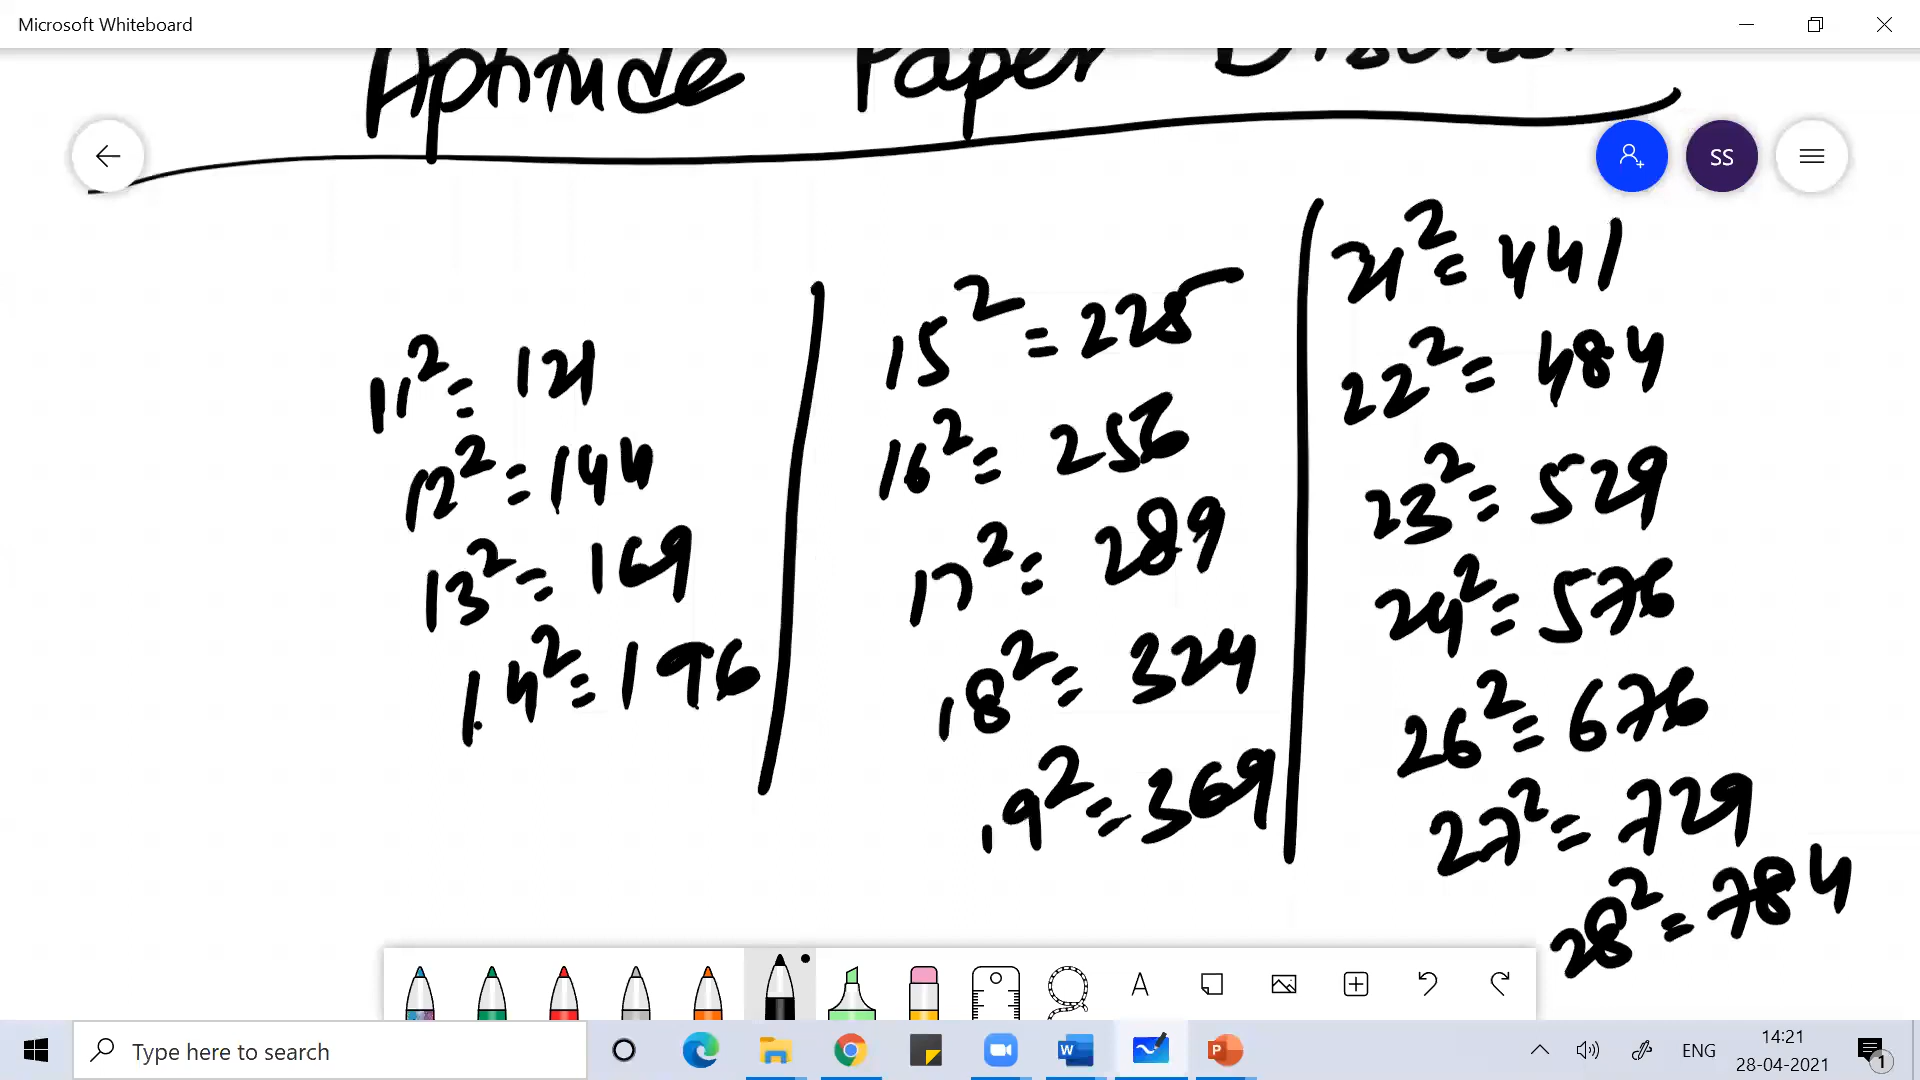 Microsoft Whiteboard
Aptitude Paper
SS
11²= 121
12²=144
13²= 169
14²=196
15²=225
16²= 256
17²= 289
18²= 324
19²=369
21²= 441
22²= 484
23²= 529
24²= 576
26²= 676
27²= 729
28²=784
A
Type here to search
W
P
ENG
14:21
28-04-2021
1